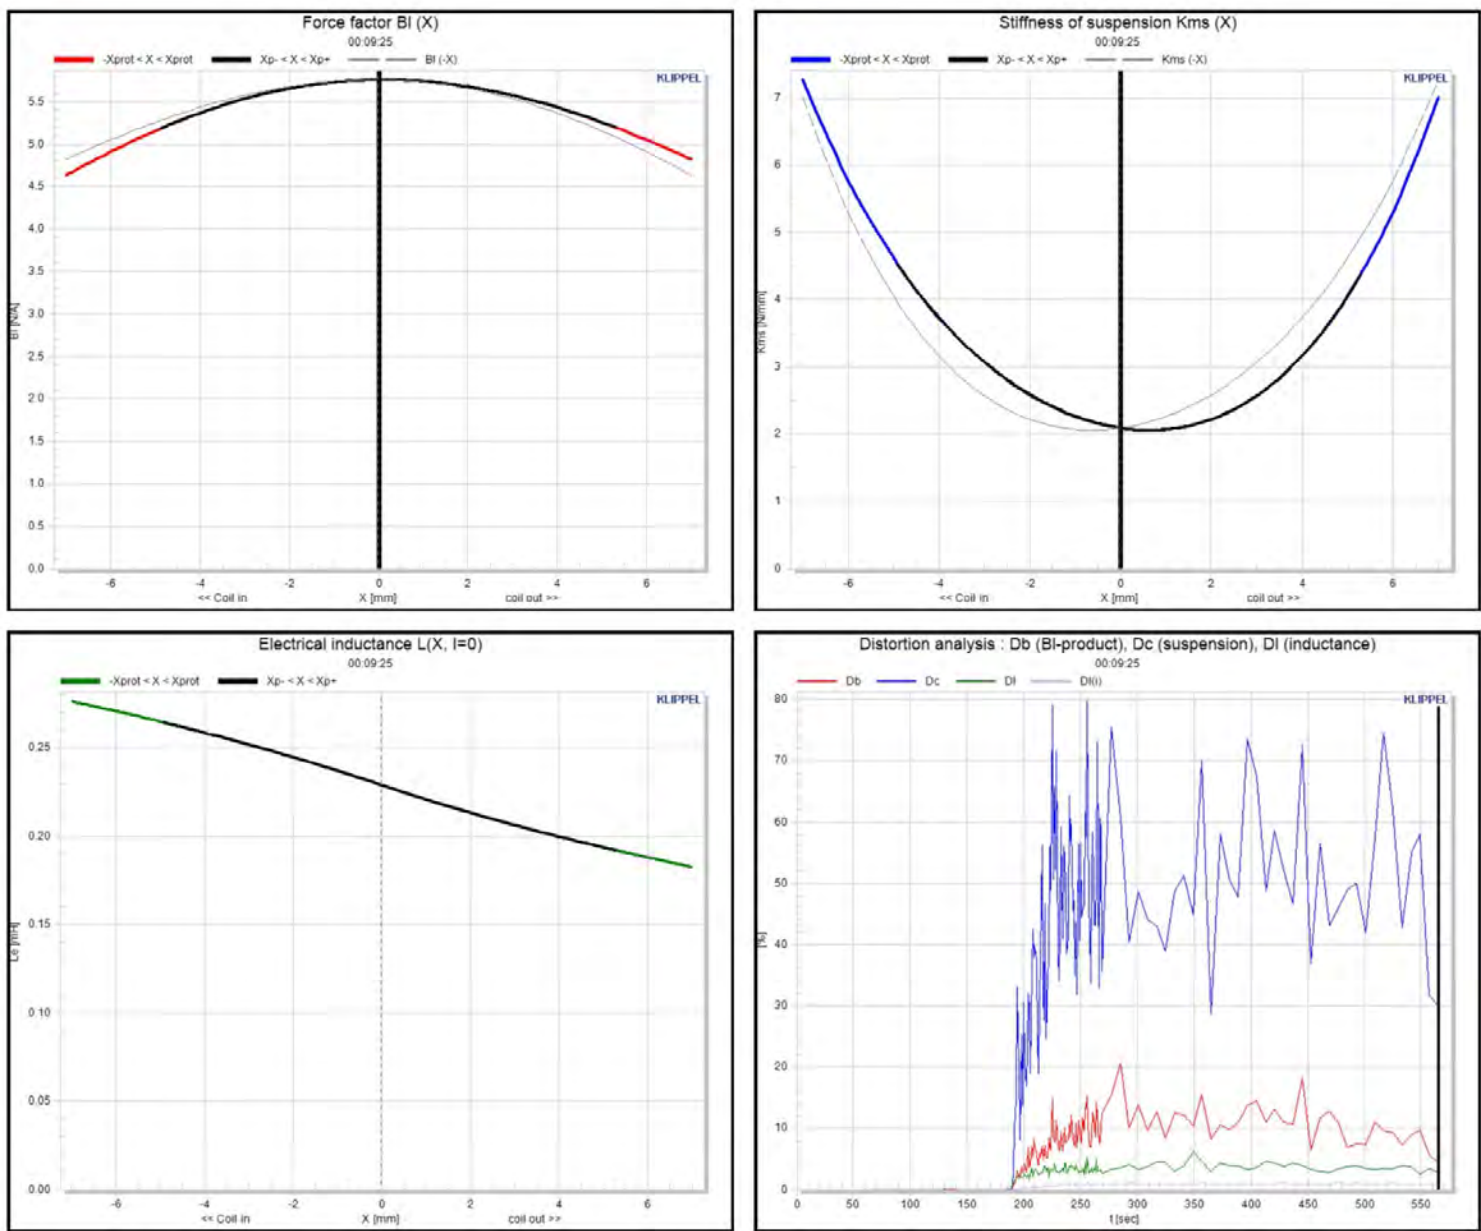 Force factor Bl (X)
00:09:25
-Xprot < X < Xprot Xp- < X < Xp+ Bl (-X)
KLIPPEL
5.5
5.0
4.5
4.0
3.5
3.0
2.5
2.0
1.5
1.0
0.5
0.0
Bl [N/A]
-6 -4 -2 0 2 4 6
<< Coil in X [mm] coil out >>
Stiffness of suspension Kms (X)
00:09:25
-Xprot < X < Xprot Xp- < X < Xp+ Kms (-X)
KLIPPEL
7
6
5
4
3
2
1
0
Kms [N/mm]
-6 -4 -2 0 2 4 6
<< Coil in X [mm] coil out >>
Electrical inductance L(X, I=0)
00:09:25
-Xprot < X < Xprot Xp- < X < Xp+
KLIPPEL
0.25
0.20
0.15
0.10
0.05
0.00
Le [mH]
-6 -4 -2 0 2 4 6
<< Coil in X [mm] coil out >>
Distortion analysis : Db (Bl-product), Dc (suspension), Dl (inductance)
00:09:25
Db Dc Dl Dl(i)
KLIPPEL
80
70
60
50
40
30
20
10
0
[%]
0 50 100 150 200 250 300 350 400 450 500 550
t [sec]